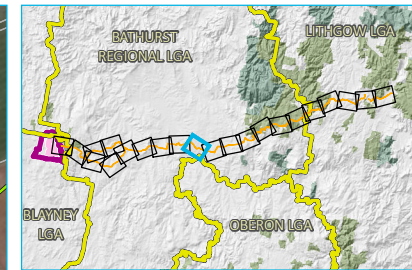 BATHURST
REGIONAL LGA
LITHGOW LGA
BLAYNEY
LGA
OBERON LGA